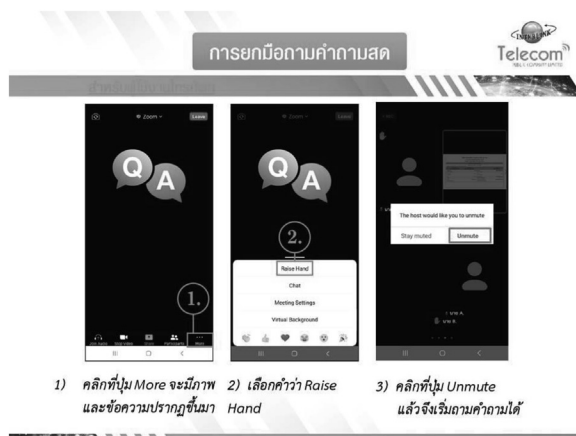 การยกมือถามคำถามสด
Telecom
Zoom
Leave
Q A
1.
Share
More
Zoom
Leave
Q A
2.
Raise Hand
Chat
Meeting Settings
Virtual Background
The host would like you to unmute
Stay muted
Unmute
1) คลิกที่ปุ่ม More จะมีภาพ
และข้อความปรากฏขึ้นมา
2) เลือกคำว่า Raise
Hand
3) คลิกที่ปุ่ม Unmute
แล้วจึงเริ่มถามคำถามได้